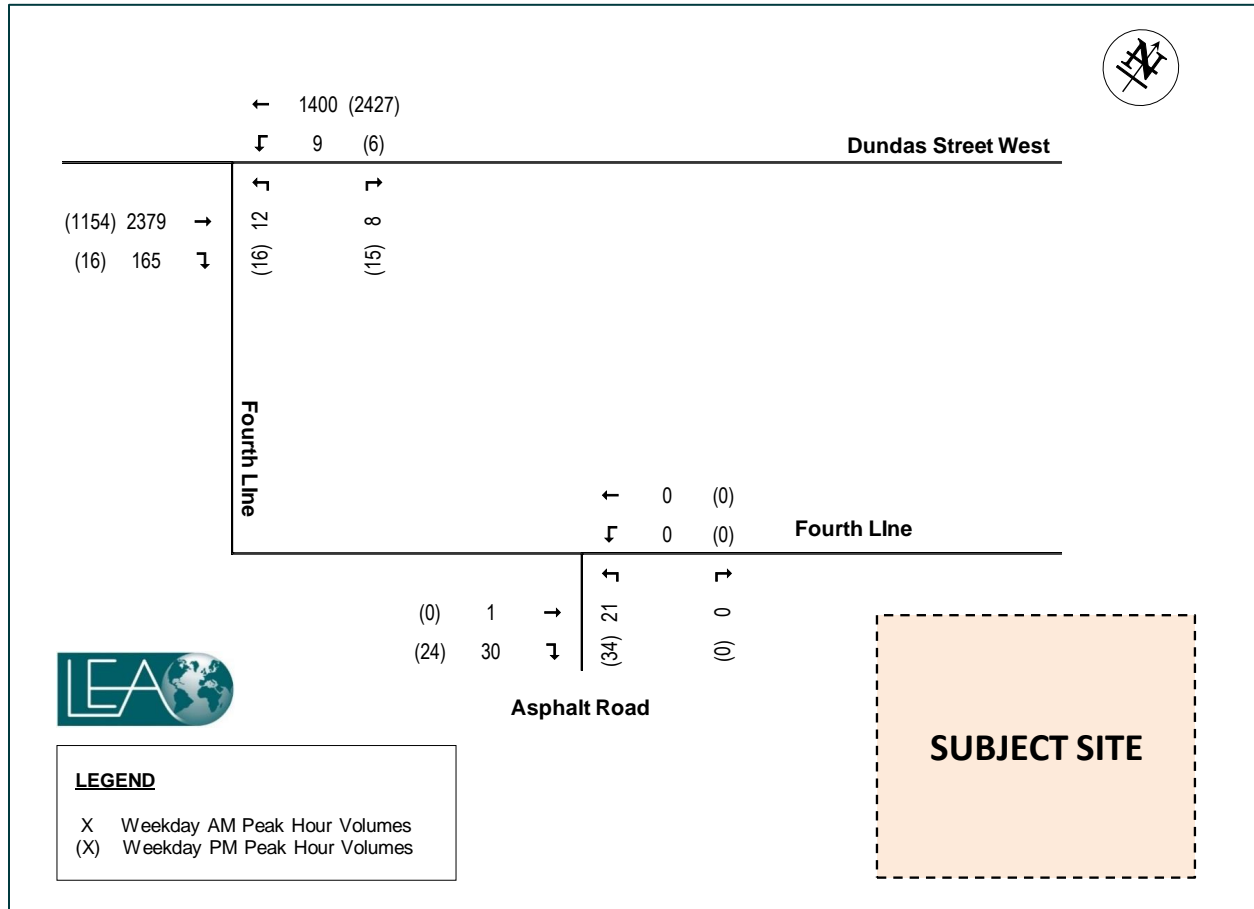 N
← 1400 (2427)
↰ 9 (6)
Dundas Street West
↰ ↱
(1154) 2379 → 12 8
(16) 165 ↴ (16) (15)
Fourth LIne
← 0 (0)
0 (0)
Fourth LIne
↰ ↱
(0) 1 → 21 0
(24) 30 ↴ (34) (0)
Asphalt Road
LEA
SUBJECT SITE
LEGEND
X Weekday AM Peak Hour Volumes
(X) Weekday PM Peak Hour Volumes